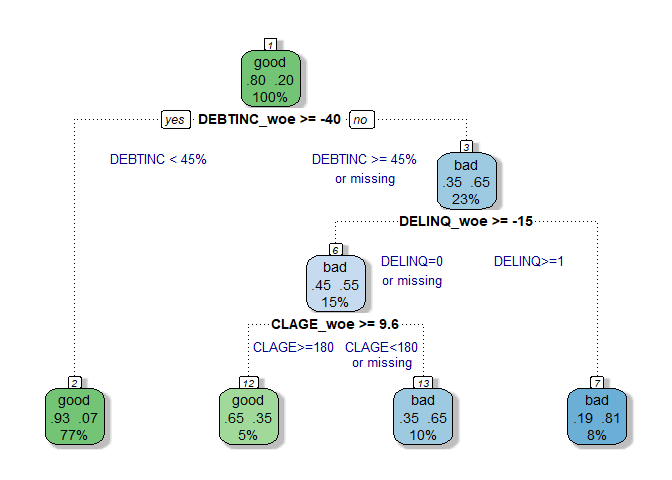 1
good
.80 .20
100%
yes DEBTINC_woe >= -40 no
DEBTINC < 45%
DEBTINC >= 45%
or missing
3
bad
.35 .65
23%
DELINQ_woe >= -15
DELINQ=0
or missing
DELINQ>=1
6
bad
.45 .55
15%
CLAGE_woe >= 9.6
CLAGE>=180
CLAGE<180
or missing
2
good
.93 .07
77%
12
good
.65 .35
5%
13
bad
.35 .65
10%
7
bad
.19 .81
8%